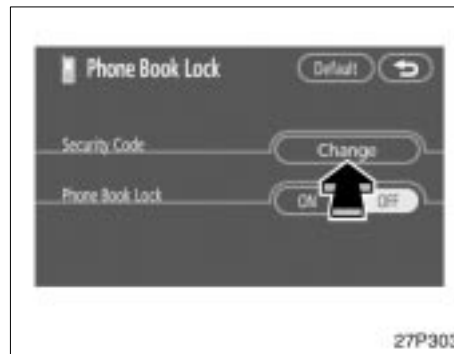 Phone Book Lock Default
Security Code Change
Phone Book Lock ON OFF
27P303